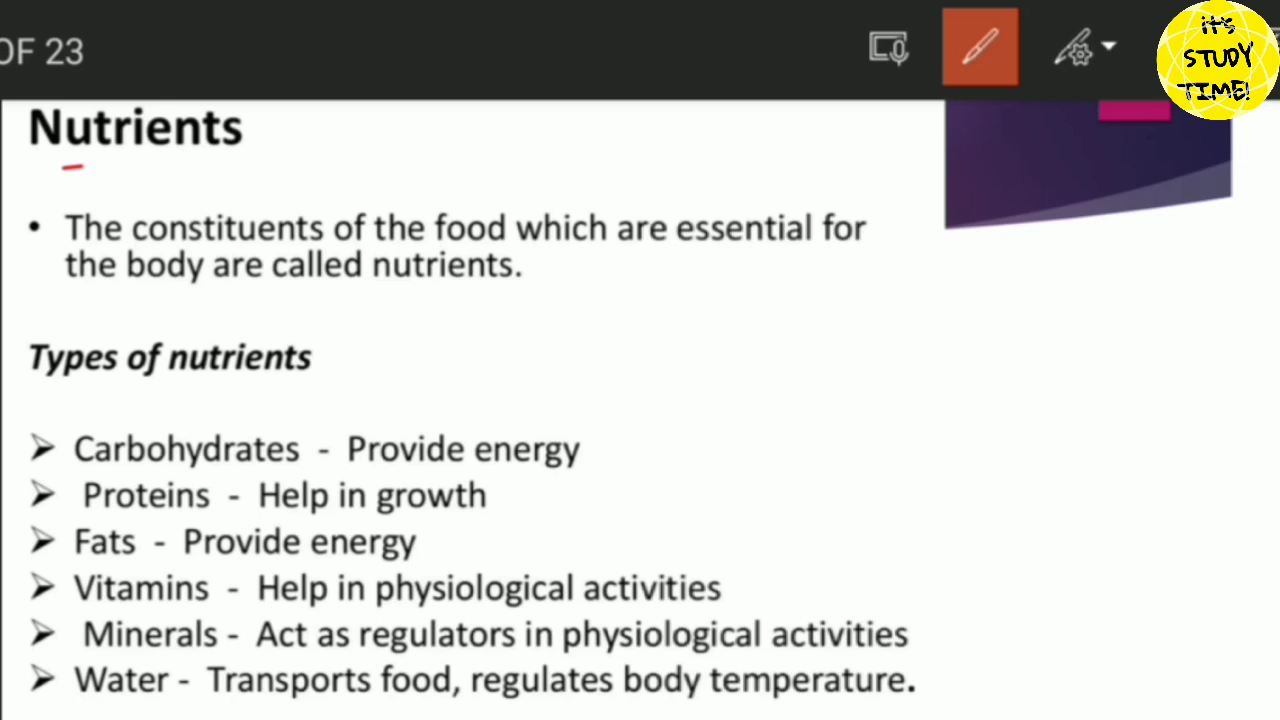 OF 23
it's
STUDY
TIME!
Nutrients
• The constituents of the food which are essential for
the body are called nutrients.
Types of nutrients
➢ Carbohydrates - Provide energy
➢ Proteins - Help in growth
➢ Fats - Provide energy
➢ Vitamins - Help in physiological activities
➢ Minerals - Act as regulators in physiological activities
➢ Water - Transports food, regulates body temperature.